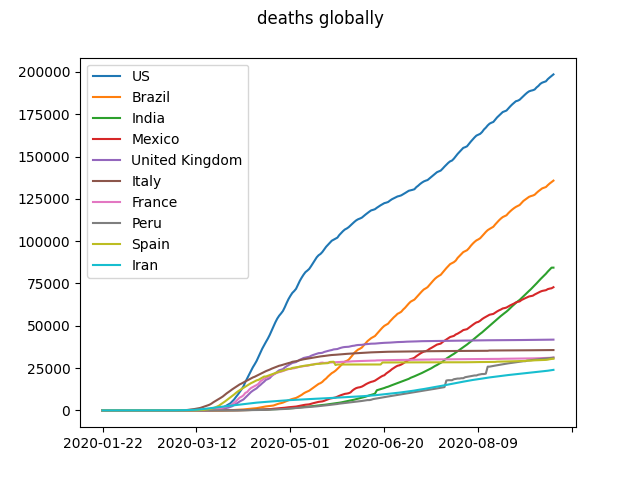 deaths globally
200000
175000
150000
125000
100000
75000
50000
25000
0
US
Brazil
India
Mexico
United Kingdom
Italy
France
Peru
Spain
Iran
2020-01-22 2020-03-12 2020-05-01 2020-06-20 2020-08-09